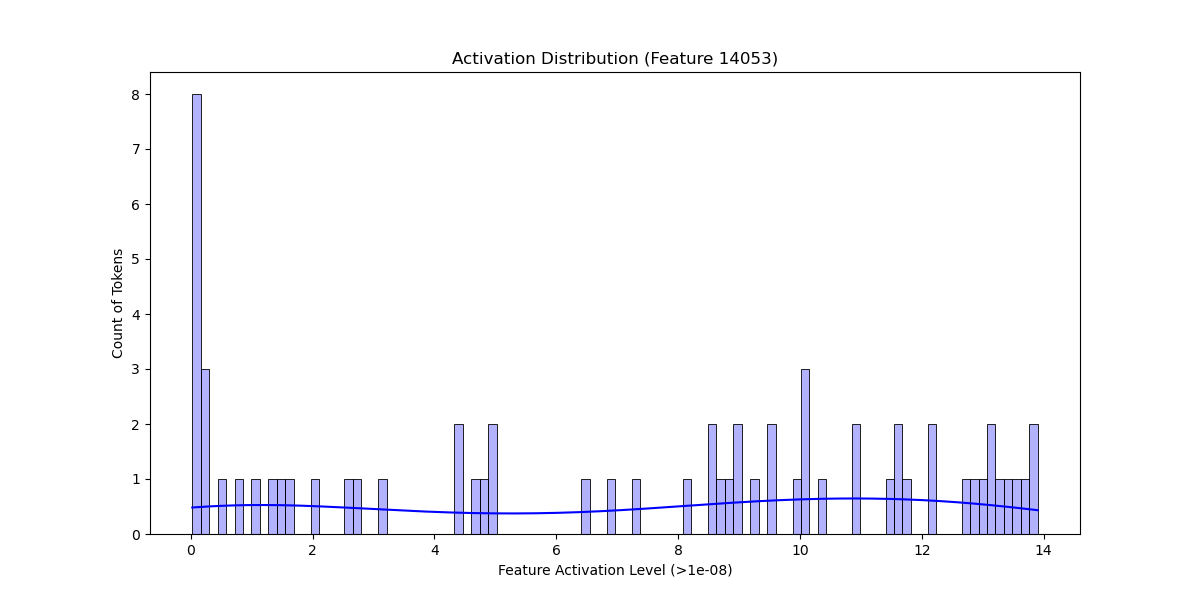 Activation Distribution (Feature 14053)
Count of Tokens
8
7
6
5
4
3
2
1
0
0 2 4 6 8 10 12 14
Feature Activation Level (>1e-08)